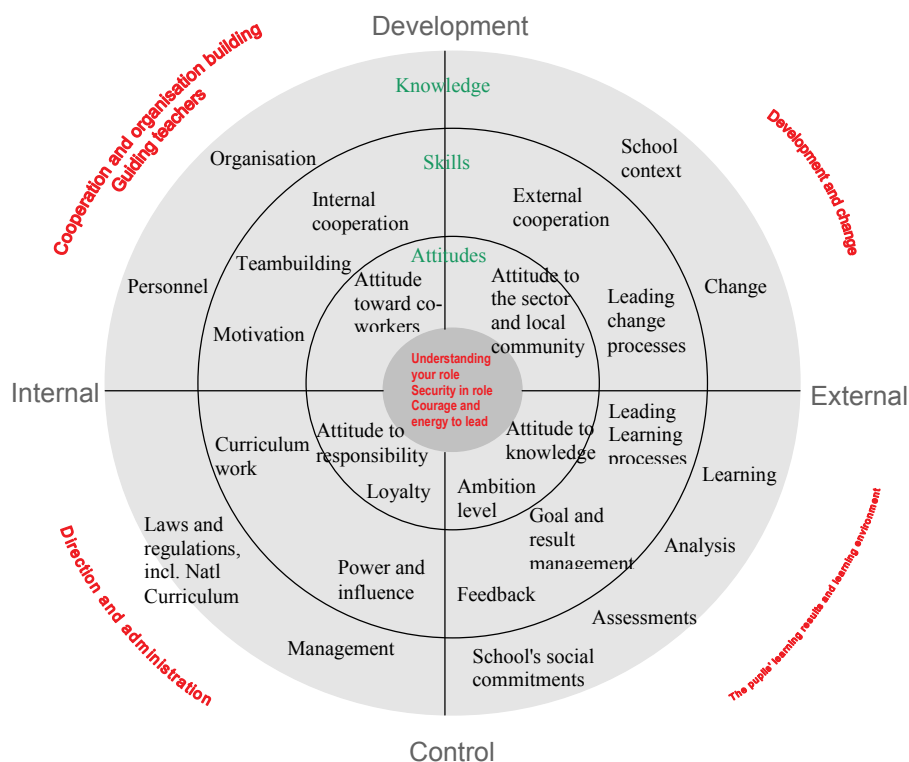 Development
Cooperation and organisation building
Guiding teachers
Development and change
Knowledge
Organisation
Skills
School
context
Internal
cooperation
External
cooperation
Attitudes
Teambuilding
Personnel
Motivation
Attitude
toward co-
workers
Attitude to
the sector
and local
community
Leading
change
processes
Change
Internal
Understanding
your role
Security in role
Courage and
energy to lead
External
Curriculum
work
Attitude to
responsibility
Loyalty
Attitude to
knowledge
Ambition
level
Leading
Learning
processes
Learning
Laws and
regulations,
incl. Natl
Curriculum
Power and
influence
Goal and
result
management
Feedback
Analysis
Assessments
Management
School's social
commitments
Direction and administration
The pupils' learning results and learning environment
Control